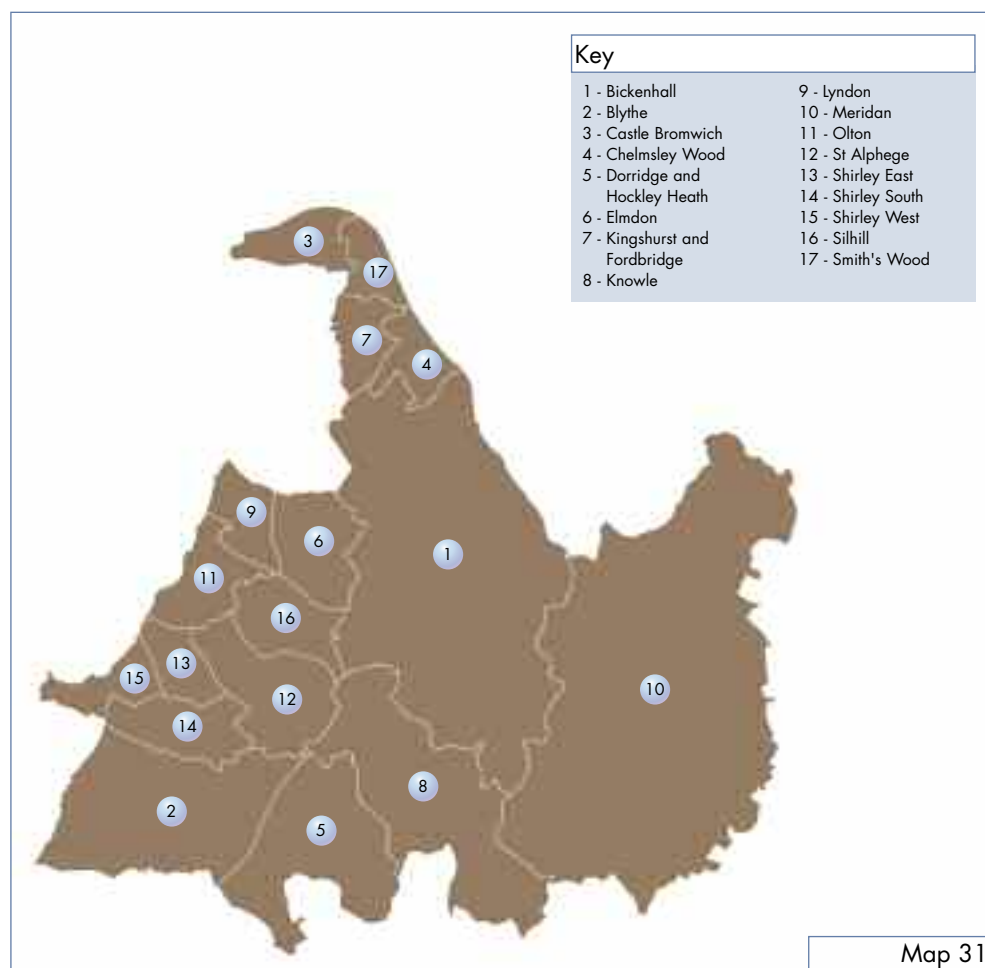 Key
1 - Bickenhall
2 - Blythe
3 - Castle Bromwich
4 - Chelmsley Wood
5 - Dorridge and
Hockley Heath
6 - Elmdon
7 - Kingshurst and
Fordbridge
8 - Knowle
9 - Lyndon
10 - Meridan
11 - Olton
12 - St Alphege
13 - Shirley East
14 - Shirley South
15 - Shirley West
16 - Silhill
17 - Smith's Wood
3
17
7
4
9
6
1
11
16
13
15
12
10
14
8
2
5
Map 31